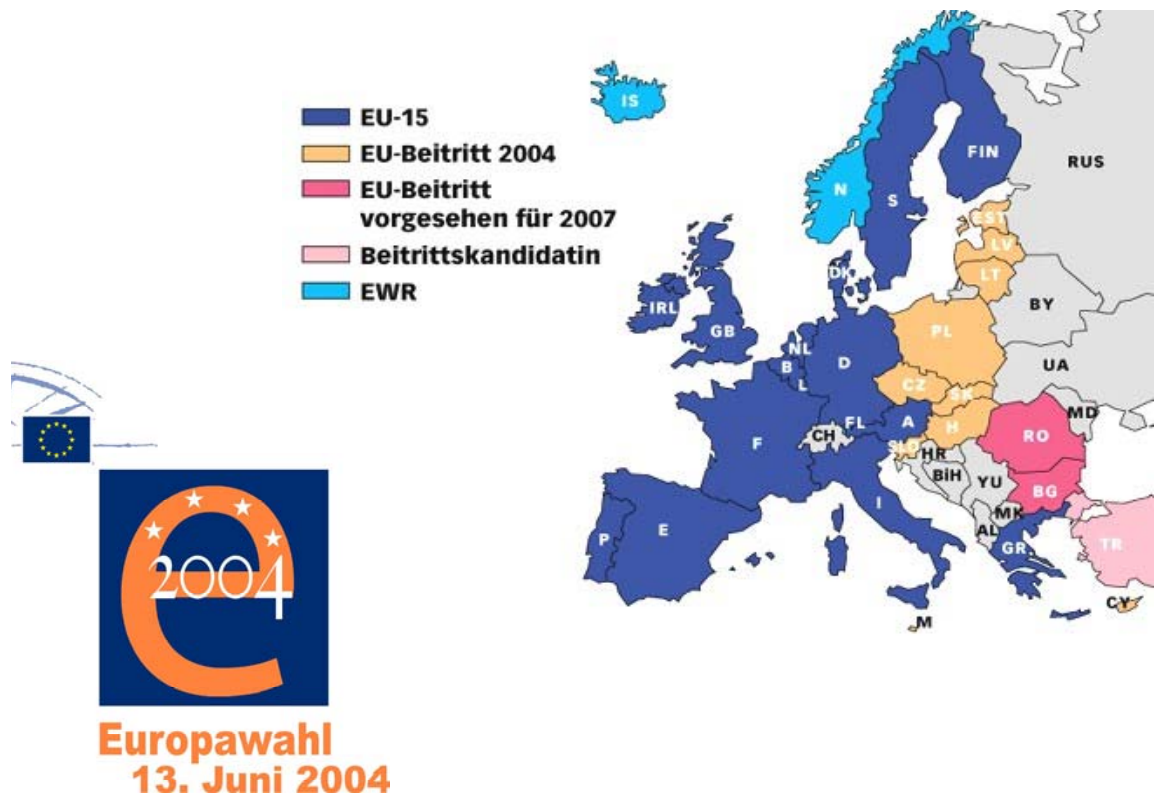 EU-15
EU-Beitritt 2004
EU-Beitritt
vorgesehen für 2007
Beitrittskandidatin
EWR
IS
N
S
FIN
RUS
EST
LV
LT
DK
IRL
GB
BY
NL
B
L
D
PL
UA
CZ
SK
FL
A
H
MD
F
CH
SLO
HR
RO
BiH
YU
BG
P
E
I
MK
AL
GR
TR
CY
M
2004
Europawahl
13. Juni 2004